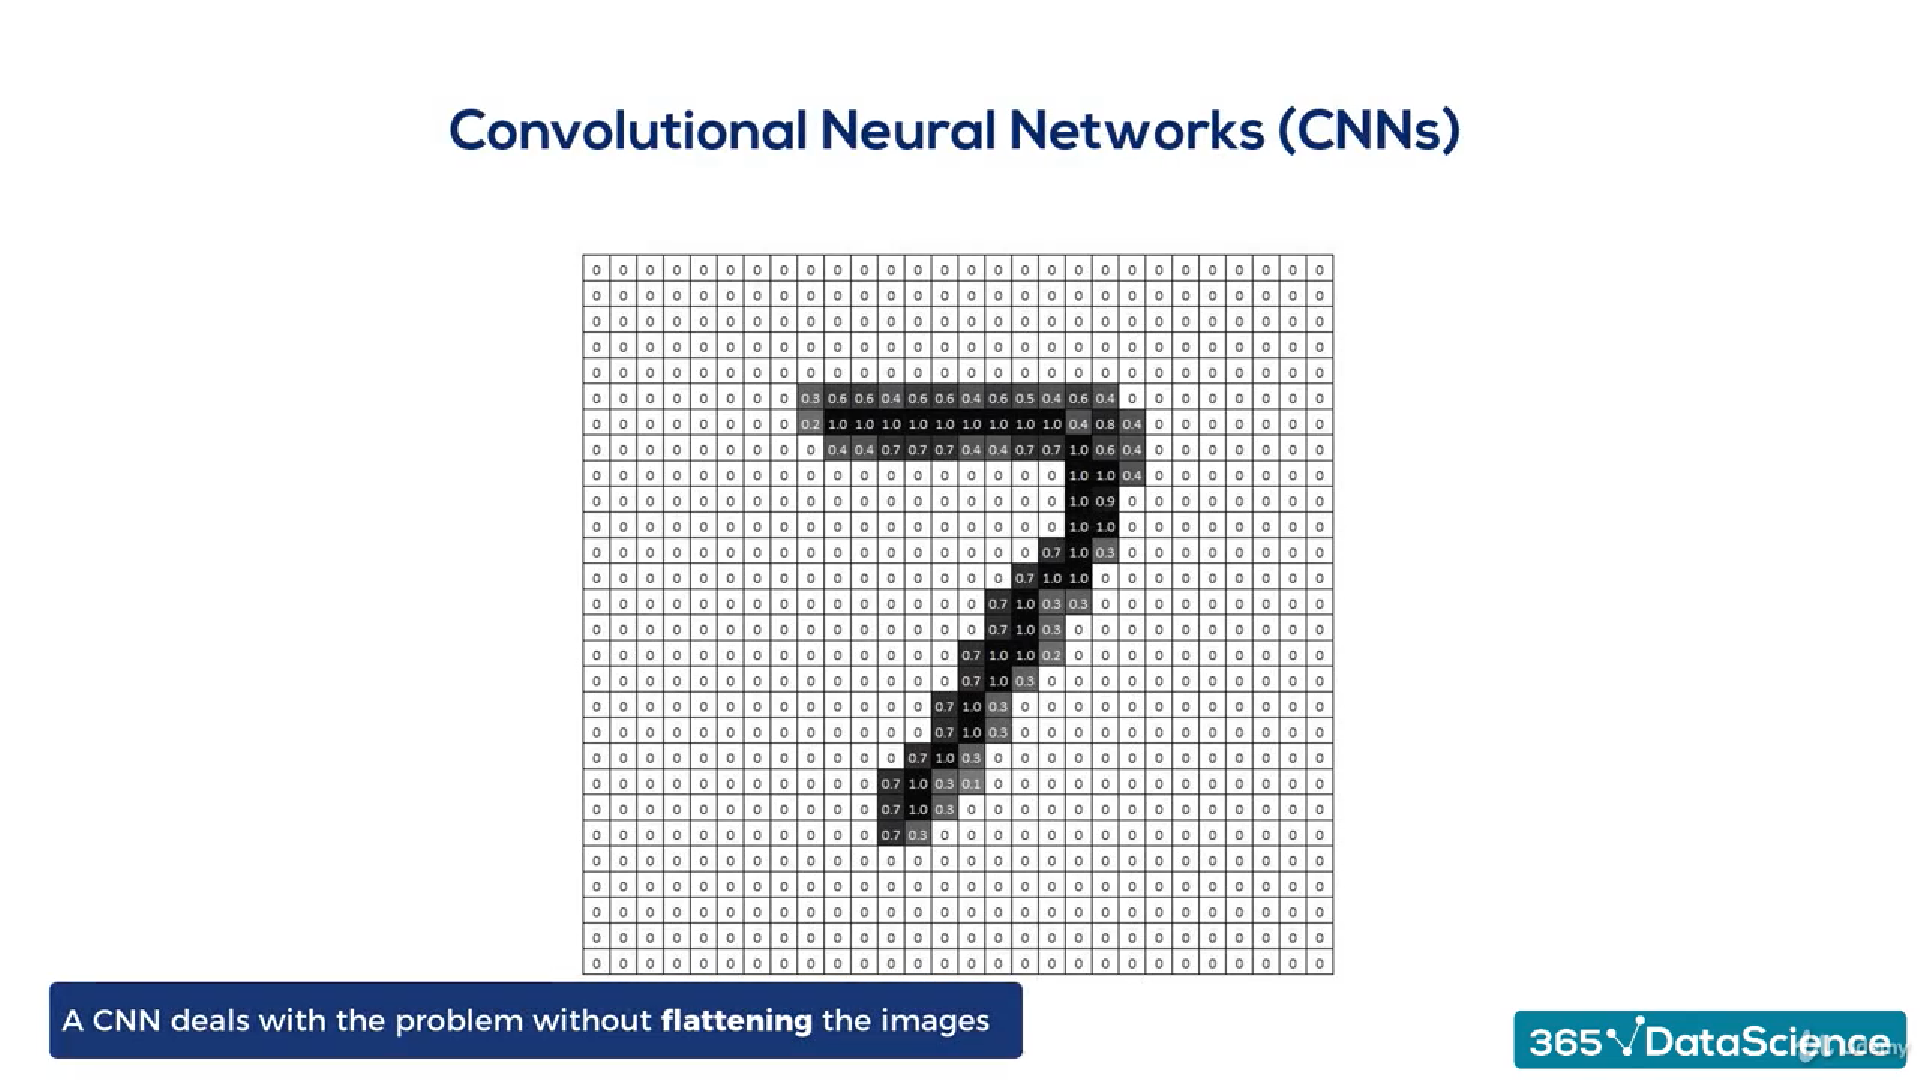 Convolutional Neural Networks (CNNs)
0 0 0 0 0 0 0 0 0 0 0 0 0 0 0 0 0 0 0 0 0 0 0 0 0 0 0 0
0 0 0 0 0 0 0 0 0 0 0 0 0 0 0 0 0 0 0 0 0 0 0 0 0 0 0 0
0 0 0 0 0 0 0 0 0 0 0 0 0 0 0 0 0 0 0 0 0 0 0 0 0 0 0 0
0 0 0 0 0 0 0 0 0 0 0 0 0 0 0 0 0 0 0 0 0 0 0 0 0 0 0 0
0 0 0 0 0 0 0 0 0 0 0 0 0 0 0 0 0 0 0 0 0 0 0 0 0 0 0 0
0 0 0 0 0 0 0 0 0.3 0.6 0.6 0.4 0.6 0.6 0.4 0.6 0.5 0.4 0.6 0.4 0 0 0 0 0 0 0 0
0 0 0 0 0 0 0 0 0.2 1.0 1.0 1.0 1.0 1.0 1.0 1.0 1.0 1.0 0.4 0.8 0.4 0 0 0 0 0 0 0
0 0 0 0 0 0 0 0 0 0.4 0.4 0.7 0.7 0.7 0.4 0.4 0.7 0.7 1.0 0.6 0.4 0 0 0 0 0 0 0
0 0 0 0 0 0 0 0 0 0 0 0 0 0 0 0 0 0 1.0 1.0 0.4 0 0 0 0 0 0 0
0 0 0 0 0 0 0 0 0 0 0 0 0 0 0 0 0 0 1.0 0.9 0 0 0 0 0 0 0 0
0 0 0 0 0 0 0 0 0 0 0 0 0 0 0 0 0 0 1.0 1.0 0 0 0 0 0 0 0 0
0 0 0 0 0 0 0 0 0 0 0 0 0 0 0 0 0 0.7 1.0 0.3 0 0 0 0 0 0 0 0
0 0 0 0 0 0 0 0 0 0 0 0 0 0 0 0 0.7 1.0 1.0 0 0 0 0 0 0 0 0 0
0 0 0 0 0 0 0 0 0 0 0 0 0 0 0 0.7 1.0 0.3 0.3 0 0 0 0 0 0 0 0 0
0 0 0 0 0 0 0 0 0 0 0 0 0 0 0 0.7 1.0 0.3 0 0 0 0 0 0 0 0 0 0
0 0 0 0 0 0 0 0 0 0 0 0 0 0 0.7 1.0 1.0 0.2 0 0 0 0 0 0 0 0 0 0
0 0 0 0 0 0 0 0 0 0 0 0 0 0 0.7 1.0 0.3 0 0 0 0 0 0 0 0 0 0 0
0 0 0 0 0 0 0 0 0 0 0 0 0 0.7 1.0 0.3 0 0 0 0 0 0 0 0 0 0 0 0
0 0 0 0 0 0 0 0 0 0 0 0 0 0.7 1.0 0.3 0 0 0 0 0 0 0 0 0 0 0 0
0 0 0 0 0 0 0 0 0 0 0 0 0.7 1.0 0.3 0 0 0 0 0 0 0 0 0 0 0 0 0
0 0 0 0 0 0 0 0 0 0 0 0.7 1.0 0.3 0.1 0 0 0 0 0 0 0 0 0 0 0 0 0
0 0 0 0 0 0 0 0 0 0 0 0.7 1.0 0.3 0 0 0 0 0 0 0 0 0 0 0 0 0 0
0 0 0 0 0 0 0 0 0 0 0 0.7 0.3 0 0 0 0 0 0 0 0 0 0 0 0 0 0 0
0 0 0 0 0 0 0 0 0 0 0 0 0 0 0 0 0 0 0 0 0 0 0 0 0 0 0 0
0 0 0 0 0 0 0 0 0 0 0 0 0 0 0 0 0 0 0 0 0 0 0 0 0 0 0 0
0 0 0 0 0 0 0 0 0 0 0 0 0 0 0 0 0 0 0 0 0 0 0 0 0 0 0 0
0 0 0 0 0 0 0 0 0 0 0 0 0 0 0 0 0 0 0 0 0 0 0 0 0 0 0 0
0 0 0 0 0 0 0 0 0 0 0 0 0 0 0 0 0 0 0 0 0 0 0 0 0 0 0 0
A CNN deals with the problem without flattening the images
365 DataScience
Udemy